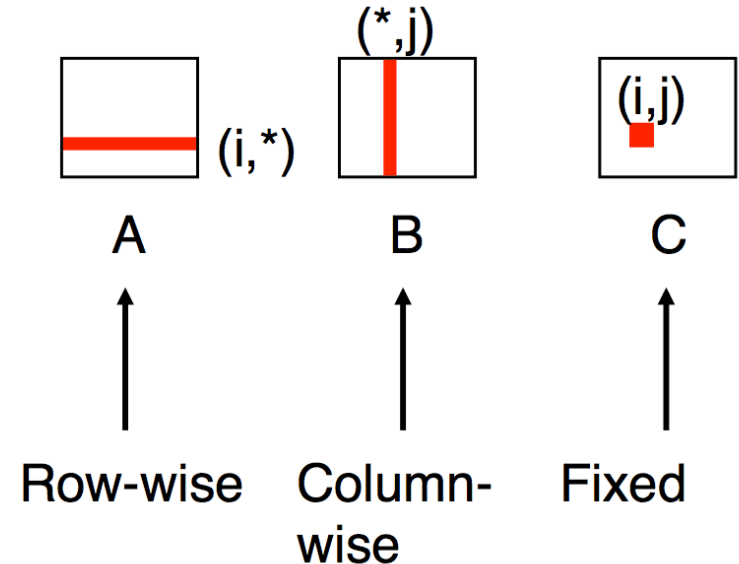 (*,j)
(i,j)
(i,*)
A B C
Row-wise Column- Fixed
wise